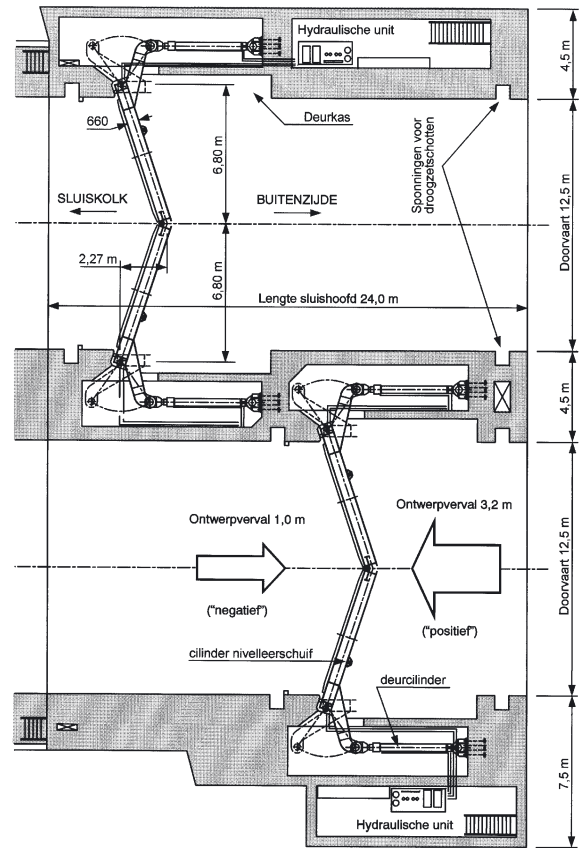 Hydraulische unit
4,5 m
660
Deurkas
6,80 m
Sponningen voor
droogzetschotten
Doorvaart 12,5 m
SLUISKOLK
BUITENZIJDE
2,27 m
6,80 m
Lengte sluishoofd 24,0 m
4,5 m
Ontwerpverval 1,0 m
Ontwerpverval 3,2 m
Doorvaart 12,5 m
("negatief")
("positief")
cilinder nivelleerschuif
deurcilinder
7,5 m
Hydraulische unit